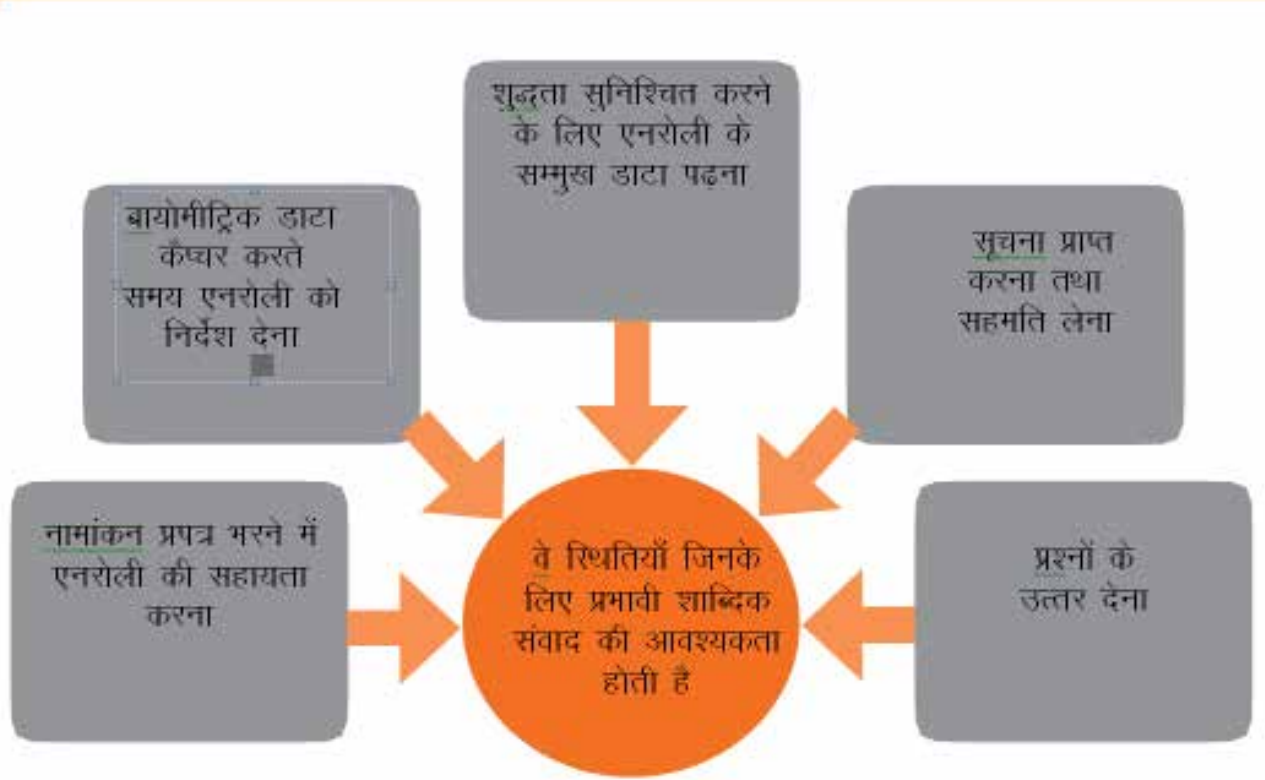 शुद्धता सुनिश्चित करने
के लिए एनरोली के
सम्मुख डाटा पढ़ना
बायोमीट्रिक डाटा
कैप्चर करते
समय एनरोली को
निर्देश देना
सूचना प्राप्त
करना तथा
सहमति लेना
नामांकन प्रपत्र भरने में
एनरोली की सहायता
करना
वे स्थितियाँ जिनके
लिए प्रभावी शाब्दिक
संवाद की आवश्यकता
होती है
प्रश्नों के
उत्तर देना